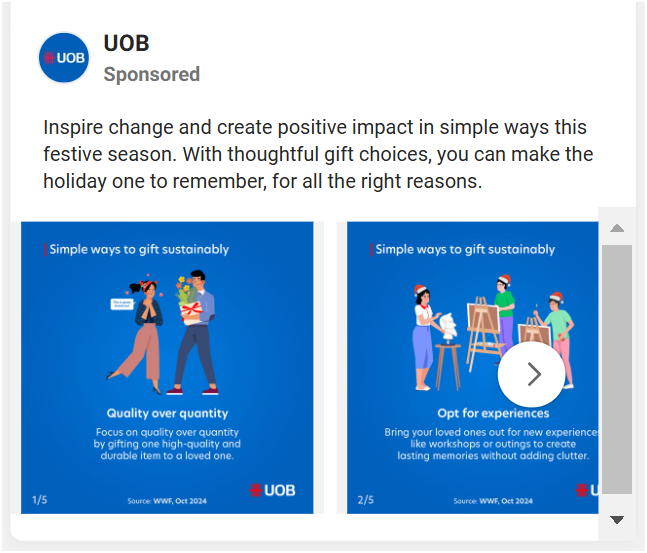 UOB
UOB
Sponsored
Inspire change and create positive impact in simple ways this
festive season. With thoughtful gift choices, you can make the
holiday one to remember, for all the right reasons.
Simple ways to gift sustainably
Quality over quantity
Focus on quality over quantity
by gifting one high-quality and
durable item to a loved one.
UOB
1/5
Source: WWF, Oct 2024
Simple ways to gift sustainably
Opt for experiences
Bring your loved ones out for new experiences
like workshops or outings to create
lasting memories without adding clutter.
U
2/5
Source: WWF, Oct 2024